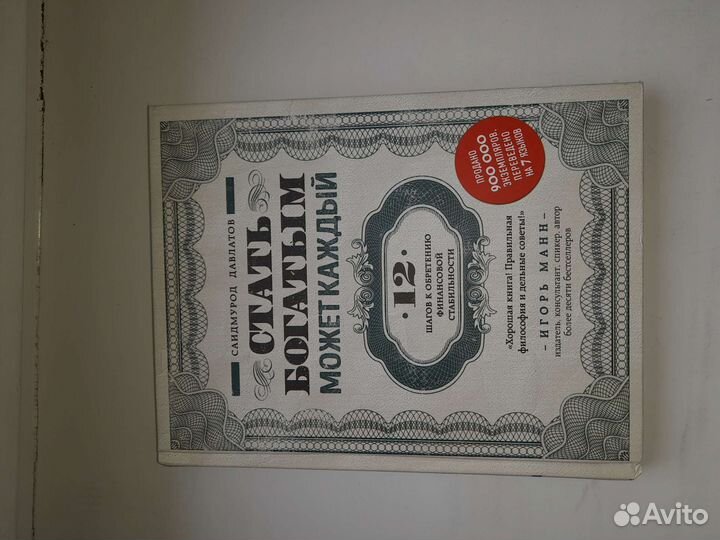 САИДМУРОД ДАВЛАТОВ
СТАТЬ
БОГАТЫМ
МОЖЕТ КАЖДЫЙ
·12·
ШАГОВ К ОБРЕТЕНИЮ
ФИНАНСОВОЙ
СТАБИЛЬНОСТИ
ПРОДАНО
900 000
ЭКЗЕМПЛЯРОВ.
ПЕРЕВЕДЕНО
НА 7 ЯЗЫКОВ
«Хорошая книга! Правильная
философия и дельные советы!»
– ИГОРЬ МАНН –
издатель, консультант, спикер, автор
более десяти бестселлеров
Avito